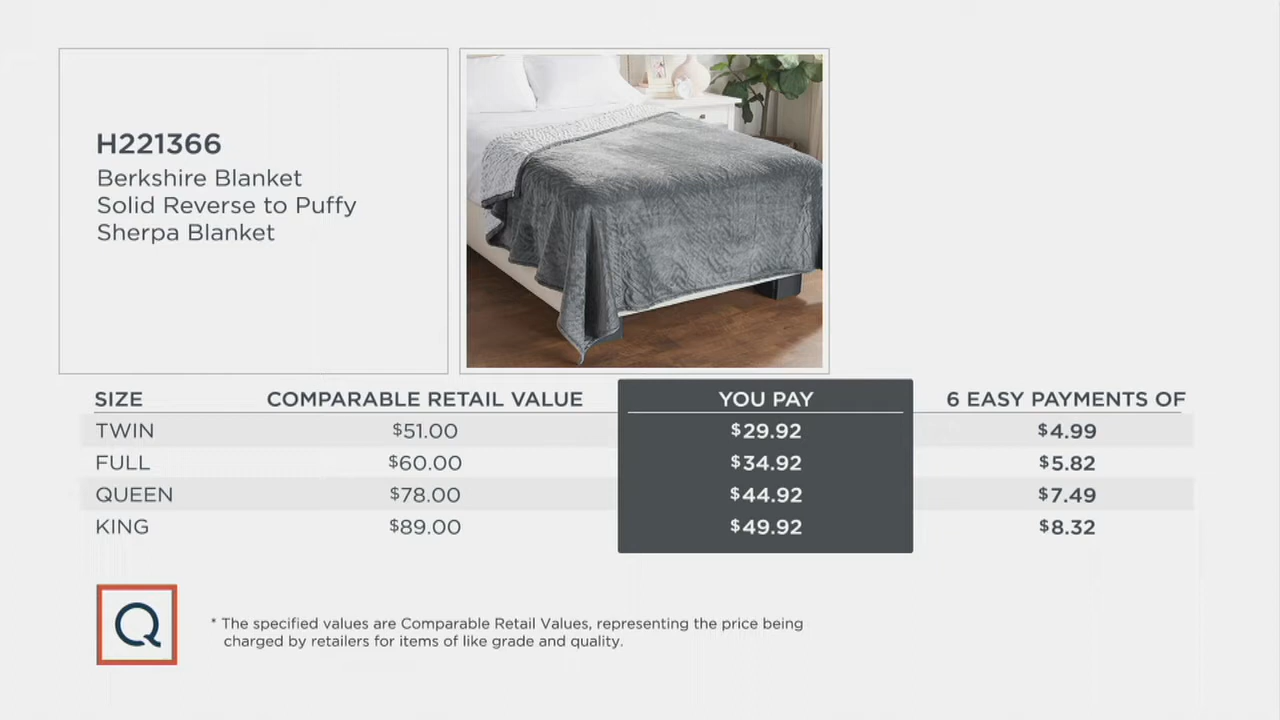 H221366
Berkshire Blanket
Solid Reverse to Puffy
Sherpa Blanket
SIZE COMPARABLE RETAIL VALUE YOU PAY 6 EASY PAYMENTS OF
TWIN $51.00 $29.92 $4.99
FULL $60.00 $34.92 $5.82
QUEEN $78.00 $44.92 $7.49
KING $89.00 $49.92 $8.32
Q
* The specified values are Comparable Retail Values, representing the price being
charged by retailers for items of like grade and quality.